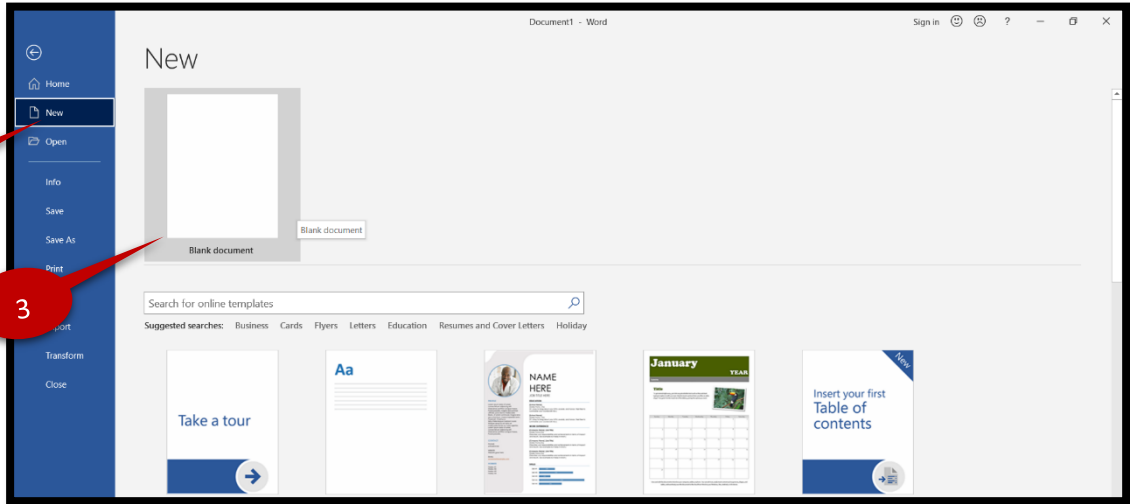 Document1 - Word
Sign in
?
New
Home
New
Open
Info
Save
Save As
Print
Transform
Close
3
Blank document
Blank document
Search for online templates
Suggested searches: Business Cards Flyers Letters Education Resumes and Cover Letters Holiday
Take a tour
Aa
NAME
HERE
January
YEAR
New
Insert your first
Table of
contents